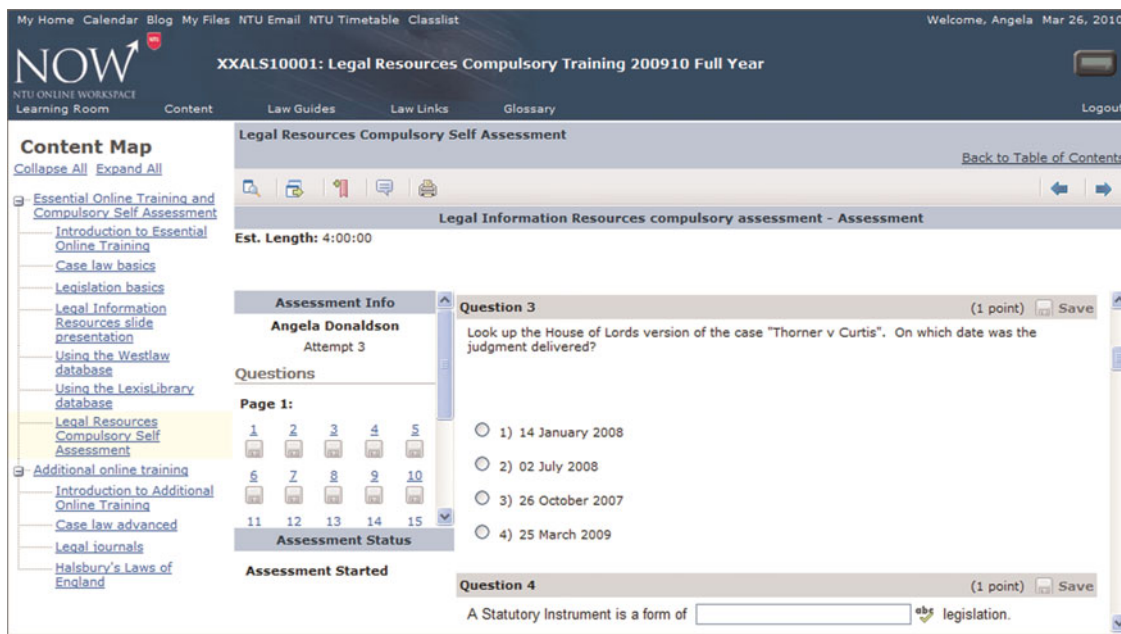 My Home Calendar Blog My Files NTU Email NTU Timetable Classlist
Welcome, Angela Mar 26, 2010
NOW
NTU
NTU ONLINE WORKSPACE
XXALS10001: Legal Resources Compulsory Training 200910 Full Year
Learning Room Content Law Guides Law Links Glossary
Logout
Content Map
Collapse All Expand All
Essential Online Training and
Compulsory Self Assessment
Introduction to Essential
Online Training
Case law basics
Legislation basics
Legal Information
Resources slide
presentation
Using the Westlaw
database
Using the LexisLibrary
database
Legal Resources
Compulsory Self
Assessment
Additional online training
Introduction to Additional
Online Training
Case law advanced
Legal journals
Halsbury's Laws of
England
Legal Resources Compulsory Self Assessment
Back to Table of Contents
Legal Information Resources compulsory assessment - Assessment
Est. Length: 4:00:00
Assessment Info
Angela Donaldson
Attempt 3
Questions
Page 1:
1 2 3 4 5
6 7 8 9 10
11 12 13 14 15
Assessment Status
Assessment Started
Question 3 (1 point) Save
Look up the House of Lords version of the case "Thorner v Curtis". On which date was the
judgment delivered?
1) 14 January 2008
2) 02 July 2008
3) 26 October 2007
4) 25 March 2009
Question 4 (1 point) Save
A Statutory Instrument is a form of abc legislation.